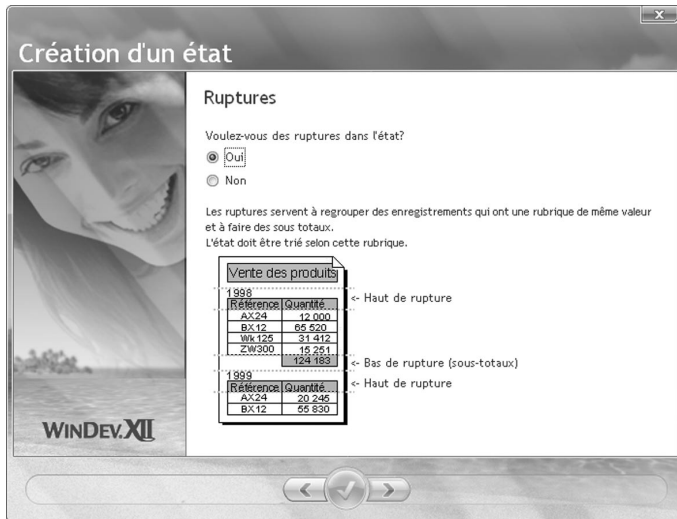 x
Création d'un état
Ruptures
Voulez-vous des ruptures dans l'état?
Oui
Non
Les ruptures servent à regrouper des enregistrements qui ont une rubrique de même valeur
et à faire des sous totaux.
L'état doit être trié selon cette rubrique.
Vente des produits
1998
Référence Quantité
AX24 12 000
BX12 65 520
Wk125 31 412
ZW300 15 251
124 183
1999
Référence Quantité
AX24 20 245
BX12 55 830
<- Haut de rupture
<- Bas de rupture (sous-totaux)
<- Haut de rupture
WINDEV.XII